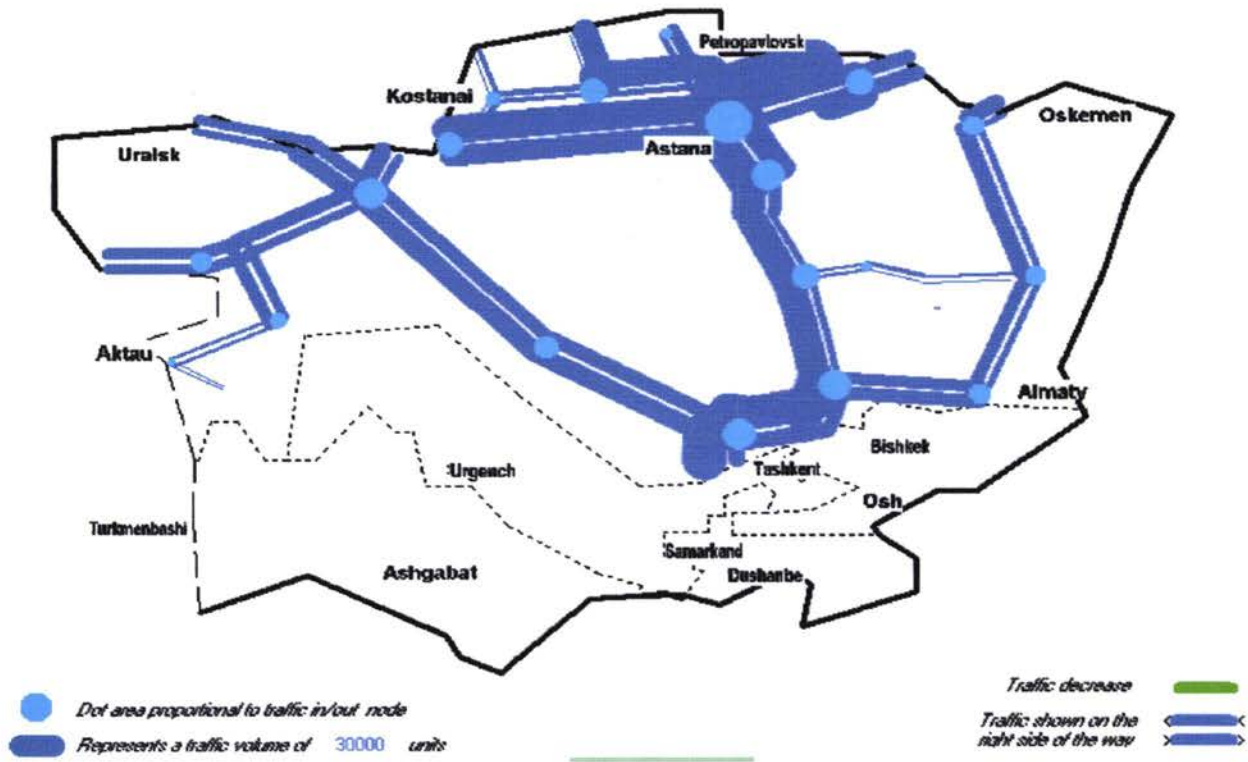 Petropavlovsk
Kostanai
Oskemen
Uralsk
Astana
Aktau
Almaty
Bishkek
Tashkent
Urgench
Osh
Turkmenbashi
Samarkand
Ashgabat
Dushanbe
Dot area proportional to traffic in/out node
Represents a traffic volume of 30000 units
Traffic decrease
Traffic shown on the
right side of the way